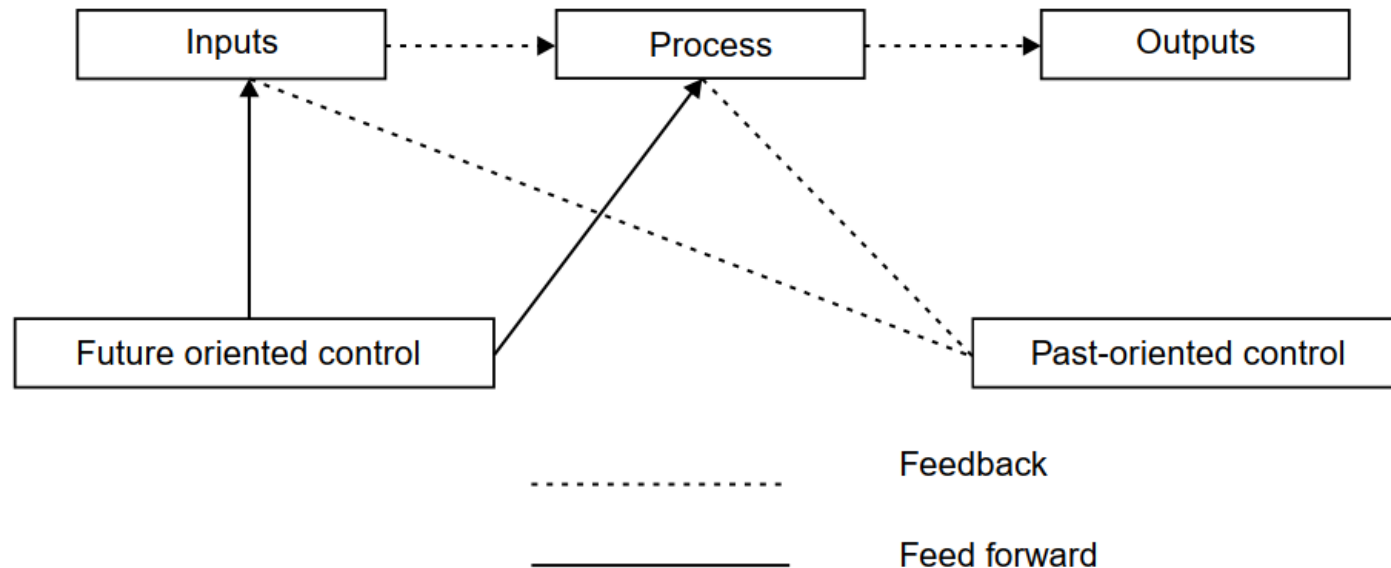 Inputs
Process
Outputs
Future oriented control
Past-oriented control
Feedback
Feed forward